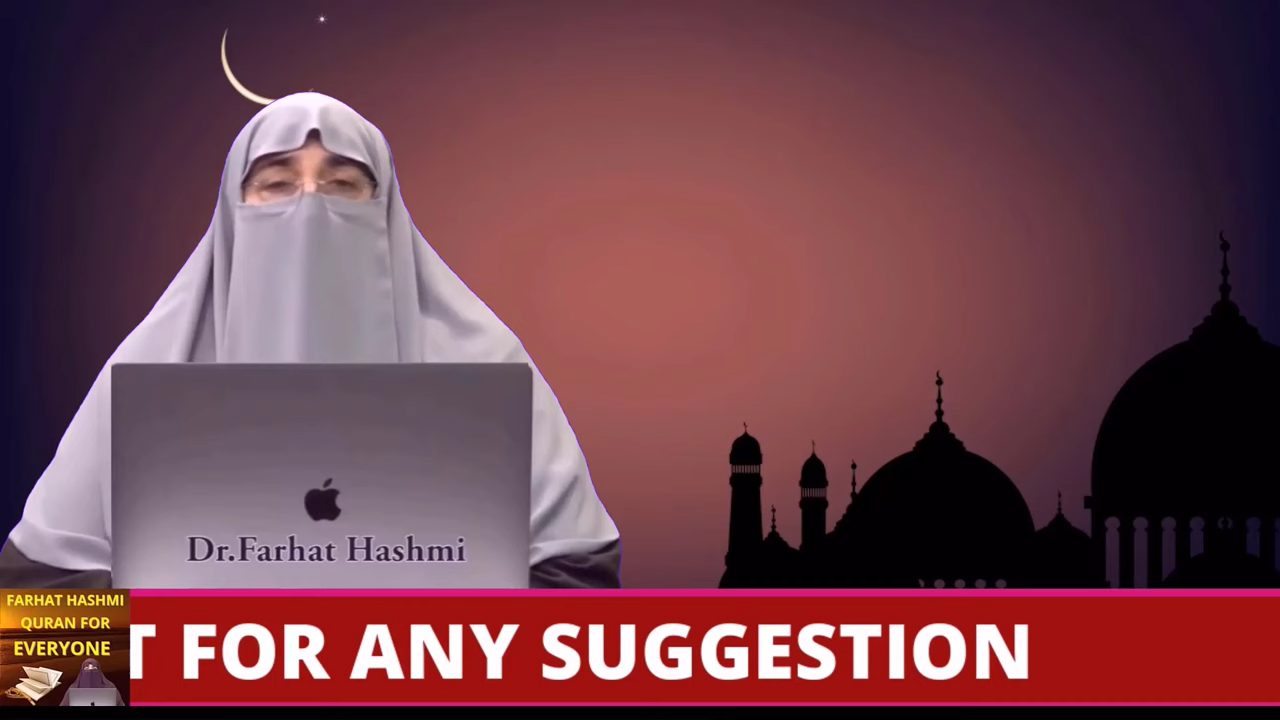 Dr.Farhat Hashmi
FARHAT HASHMI
QURAN FOR
EVERYONE
T FOR ANY SUGGESTION